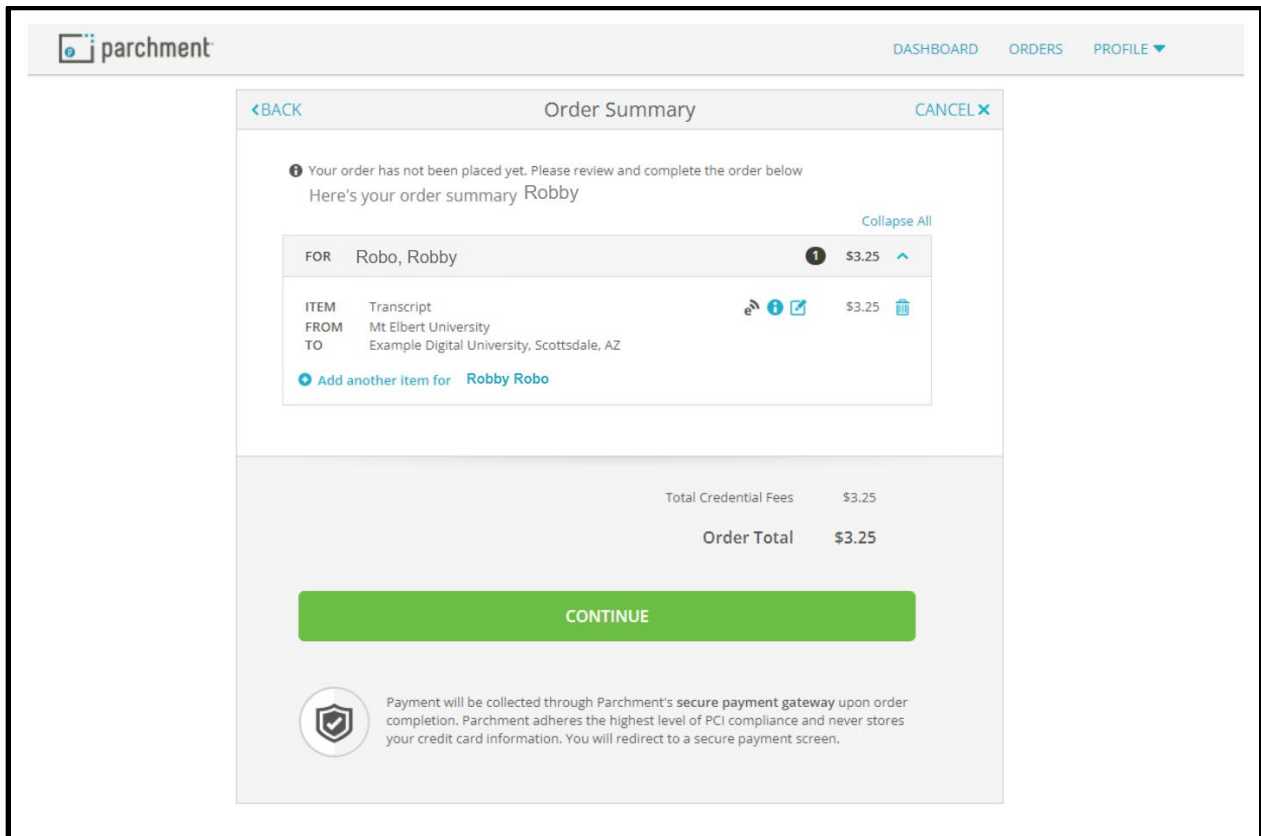 parchment
DASHBOARD ORDERS PROFILE
BACK Order Summary CANCEL
Your order has not been placed yet. Please review and complete the order below
Here's your order summary Robby
Collapse All
FOR Robo, Robby 1 $3.25
ITEM Transcript $3.25
FROM Mt Elbert University
TO Example Digital University, Scottsdale, AZ
Add another item for Robby Robo
Total Credential Fees $3.25
Order Total $3.25
CONTINUE
Payment will be collected through Parchment's secure payment gateway upon order
completion. Parchment adheres the highest level of PCI compliance and never stores
your credit card information. You will redirect to a secure payment screen.